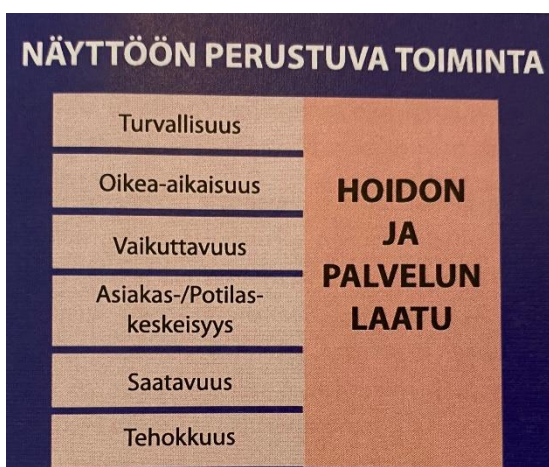 NÄYTTÖÖN PERUSTUVA TOIMINTA
Turvallisuus
Oikea-aikaisuus
Vaikuttavuus
Asiakas-/Potilas-
keskeisyys
Saatavuus
Tehokkuus
HOIDON
JA
PALVELUN
LAATU